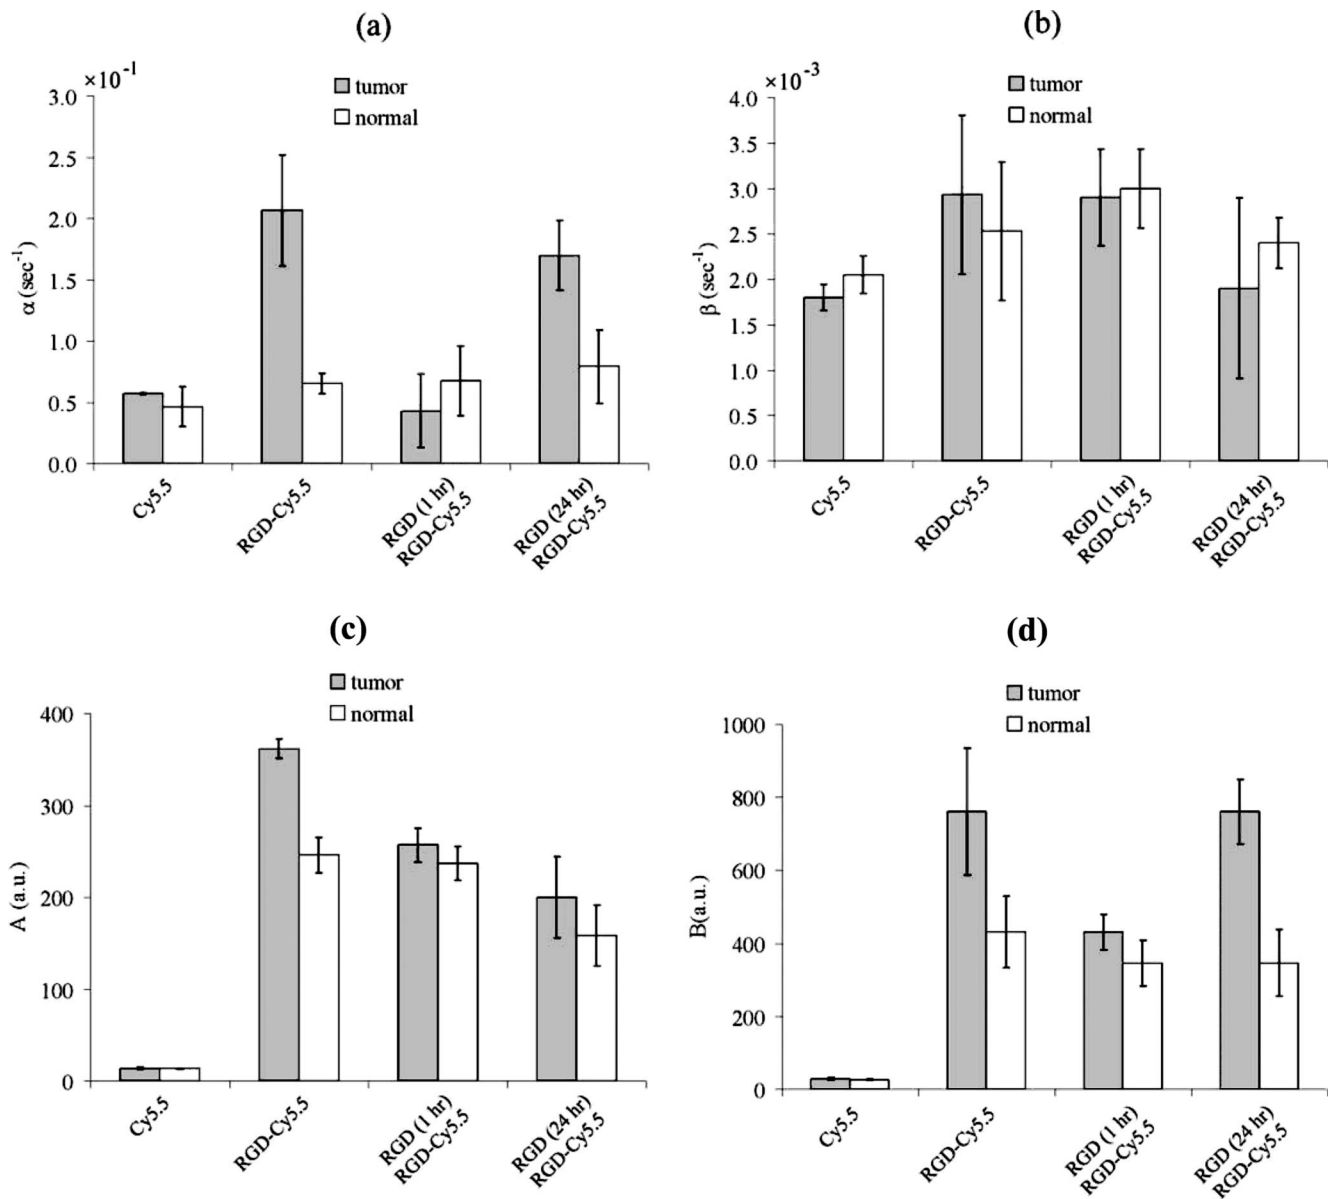 (a)
×10⁻¹
tumor
normal
3.0
2.5
2.0
1.5
1.0
0.5
0.0
α (sec⁻¹)
Cy5.5
RGD-Cy5.5
RGD (1 hr)
RGD-Cy5.5
RGD (24 hr)
RGD-Cy5.5
(b)
×10⁻³
tumor
normal
4.0
3.5
3.0
2.5
2.0
1.5
1.0
0.5
0.0
β (sec⁻¹)
Cy5.5
RGD-Cy5.5
RGD (1 hr)
RGD-Cy5.5
RGD (24 hr)
RGD-Cy5.5
(c)
tumor
normal
400
300
200
100
0
A (a.u.)
Cy5.5
RGD-Cy5.5
RGD (1 hr)
RGD-Cy5.5
RGD (24 hr)
RGD-Cy5.5
(d)
tumor
normal
1000
800
600
400
200
0
B(a.u.)
Cy5.5
RGD-Cy5.5
RGD (1 hr)
RGD-Cy5.5
RGD (24 hr)
RGD-Cy5.5